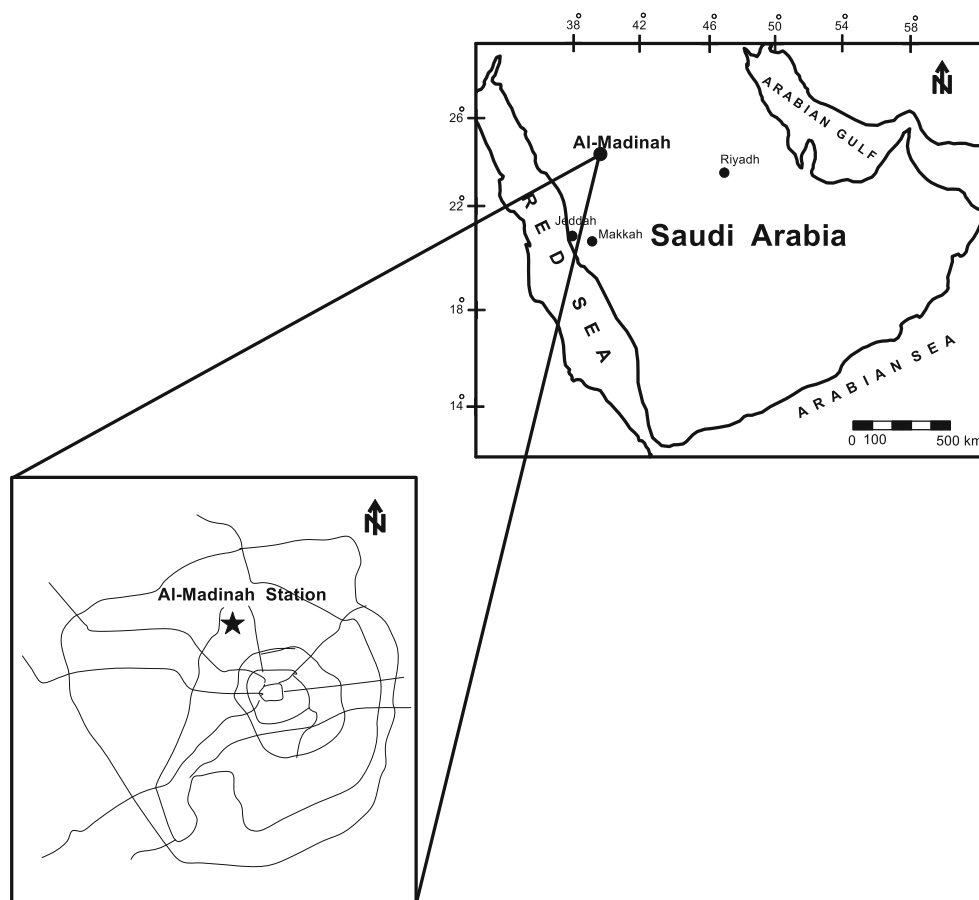 38° 42° 46° 50° 54° 58°
N
ARABIAN GULF
26°
Al-Madinah
Riyadh
22°
RED SEA
Jeddah
Makkah
Saudi Arabia
18°
ARABIAN SEA
14°
0 100 500 km
N
Al-Madinah Station